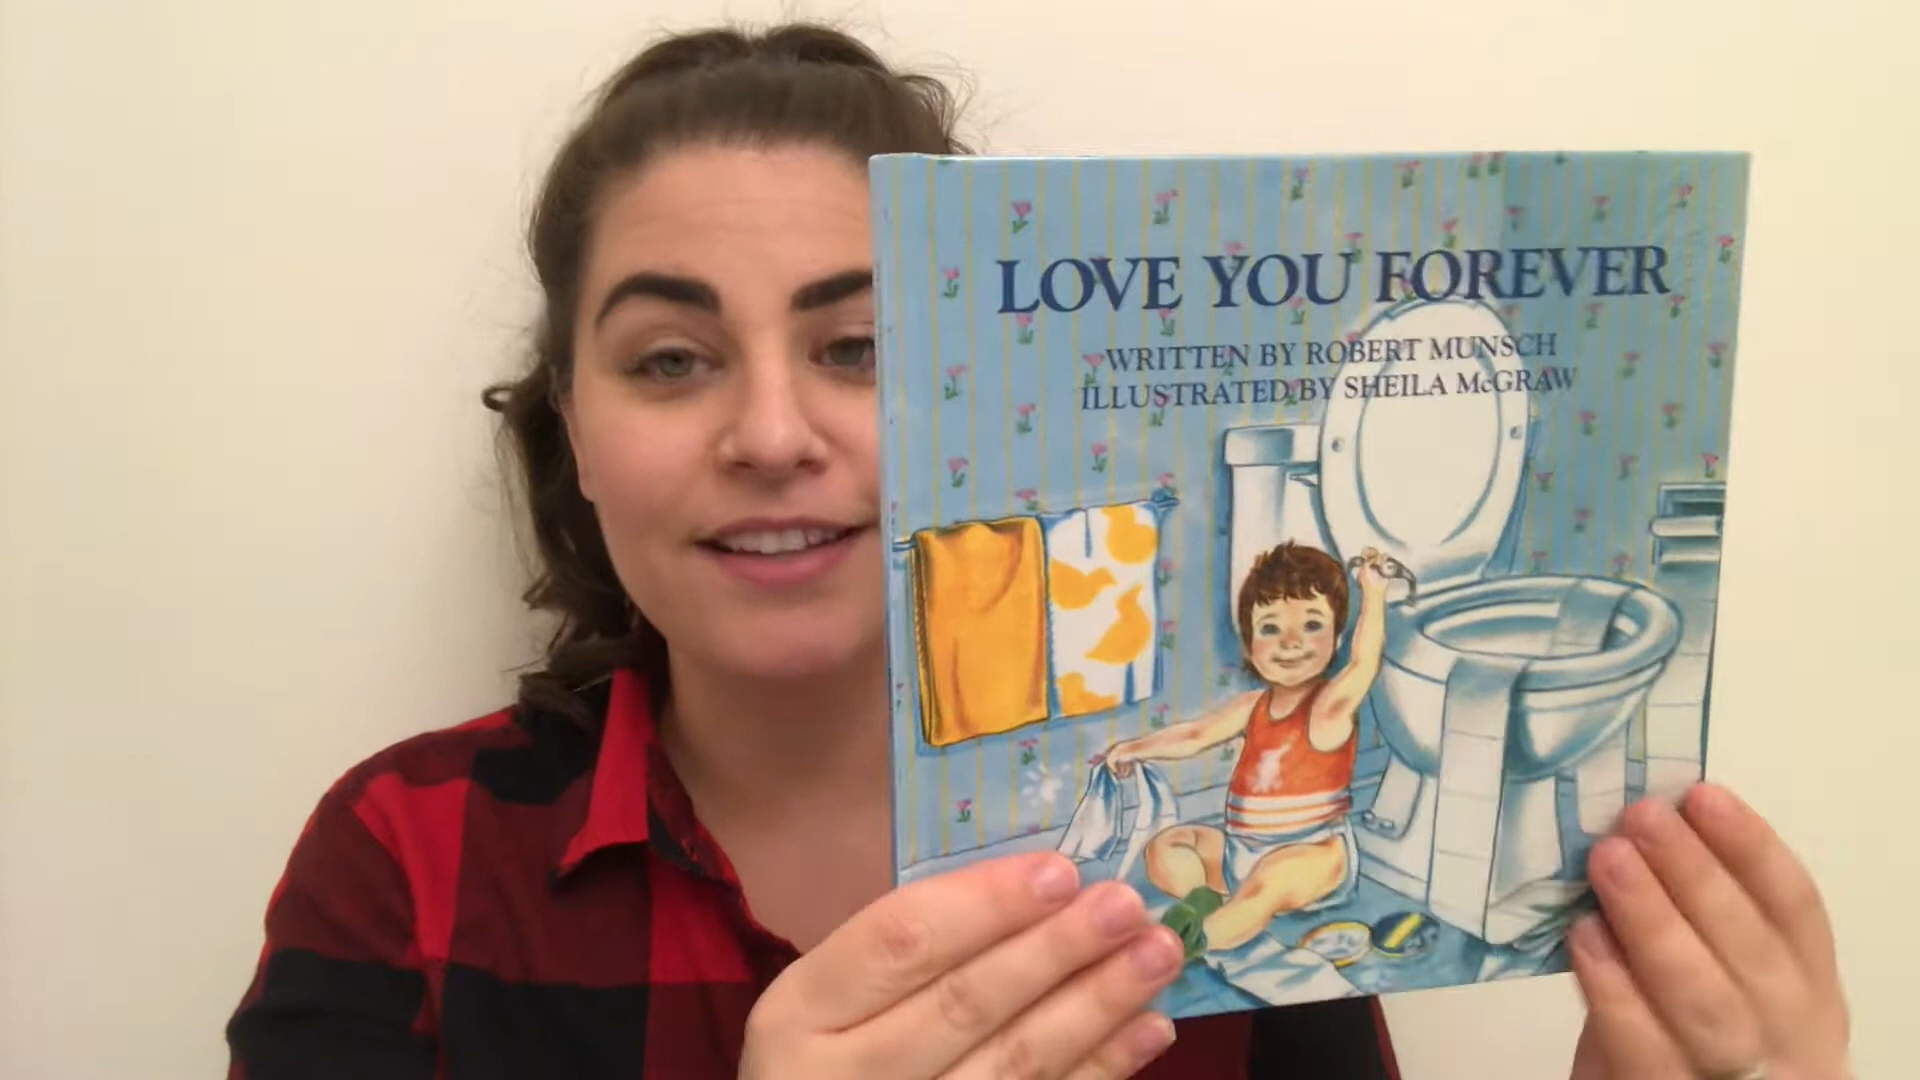 LOVE YOU FOREVER
WRITTEN BY ROBERT MUNSCH
ILLUSTRATED BY SHEILA McGRAW